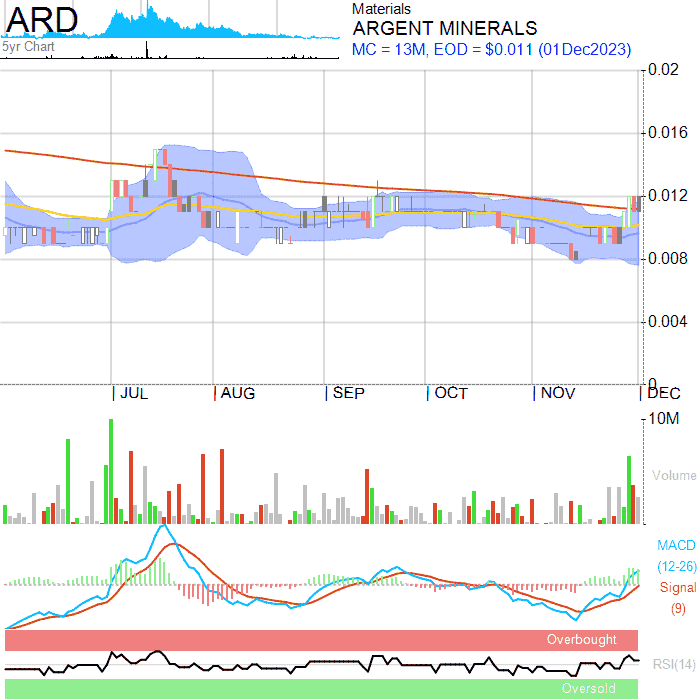 ARD
5yr Chart
Materials
ARGENT MINERALS
MC = 13M, EOD = $0.011 (01Dec2023)
0.02
0.016
0.012
0.008
0.004
0
JUL AUG SEP OCT NOV DEC
10M
Volume
MACD
(12-26)
Signal
(9)
Overbought
RSI(14)
Oversold